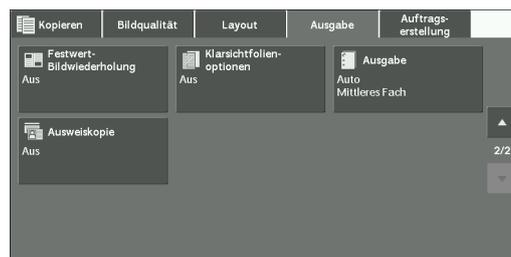 Kopieren
Bildqualität
Layout
Ausgabe
Auftrags-
erstellung
Festwert-
Bildwiederholung
Aus
Klarsichtfolien-
optionen
Aus
Ausgabe
Auto
Mittleres Fach
2/2
Ausweiskopie
Aus